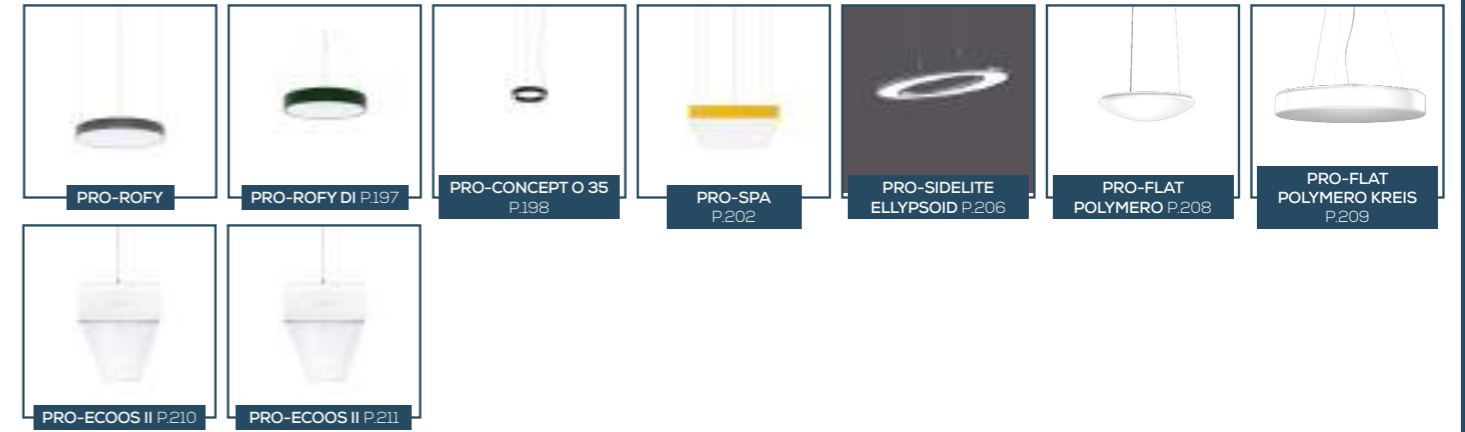 PRO-ROFY
PRO-ROFY DI P.197
PRO-CONCEPT O 35
P.198
PRO-SPA
P.202
PRO-SIDELITE
ELLYPSOID P.206
PRO-FLAT
POLYMERO P.208
PRO-FLAT
POLYMERO KREIS
P.209
PRO-ECOOS II P.210
PRO-ECOOS II P.211